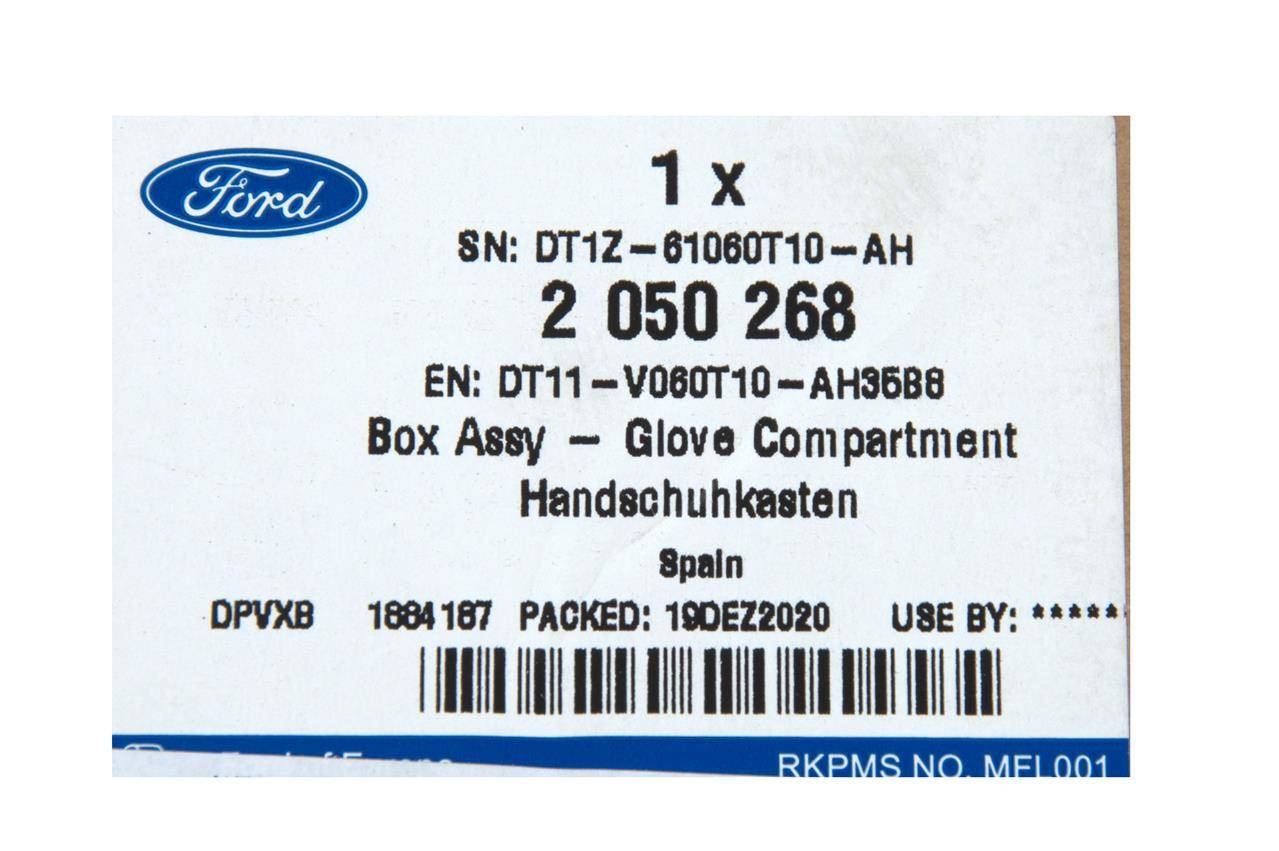 Ford
1 x
SN: DT1Z-61060T10-AH
2 050 268
EN: DT11-V060T10-AH35B8
Box Assy - Glove Compartment
Handschuhkasten
Spain
DPVXB 1884187 PACKED: 19DEZ2020 USE BY: *****
RKPMS NO. MFL001